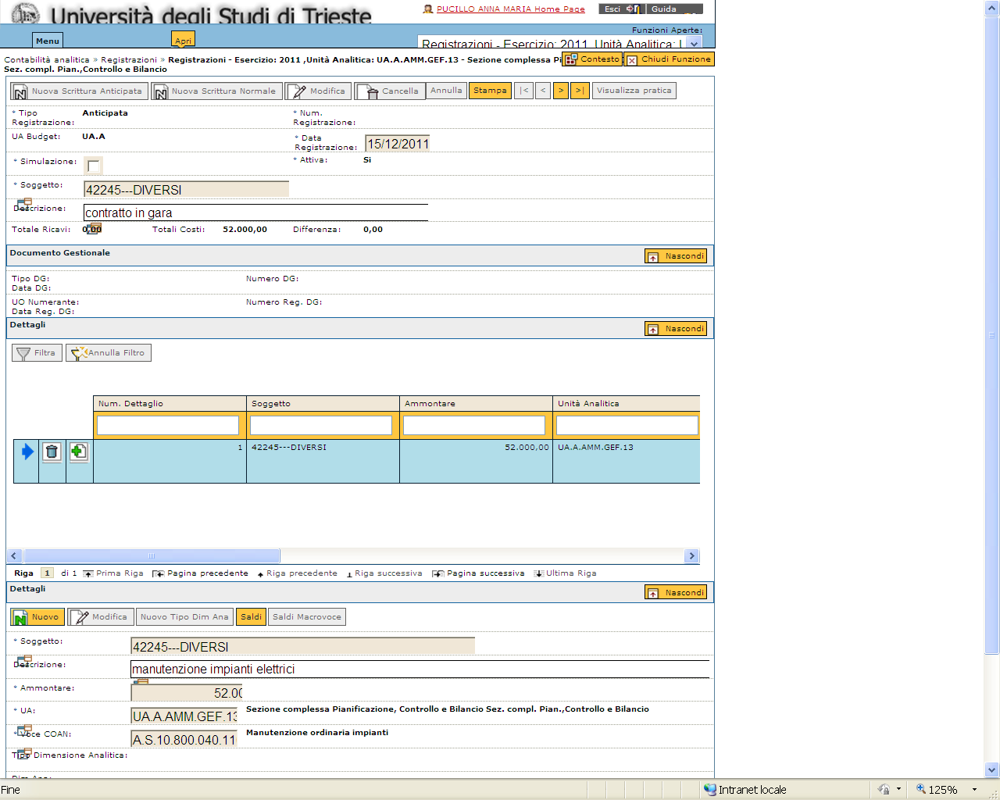 Università degli Studi di Trieste
PUCILLO ANNA MARIA Home Page
Esci | Guida
Funzioni Aperte:
Menu
Apri
Registrazioni - Esercizio: 2011 Unità Analitica:
Contabilità analitica » Registrazioni » Registrazioni - Esercizio: 2011 ,Unità Analitica: UA.A.AMM.GEF.13 - Sezione complessa
Contesto
Chiudi Funzione
Sez. compl. Pian.,Controllo e Bilancio
Nuova Scrittura Anticipata
Nuova Scrittura Normale
Modifica
Cancella
Annulla
Stampa
|<
<
>
>|
Visualizza pratica
* Tipo Registrazione: Anticipata
* Num. Registrazione:
UA Budget: UA.A
* Data Registrazione: 15/12/2011
* Simulazione:
* Attiva: Si
* Soggetto: 42245---DIVERSI
Descrizione: contratto in gara
Totale Ricavi: 0,00 Totali Costi: 52.000,00 Differenza: 0,00
Documento Gestionale
Nascondi
Tipo DG:
Numero DG:
Data DG:
UO Numerante:
Numero Reg. DG:
Data Reg. DG:
Dettagli
Nascondi
Filtra
Annulla Filtro
Num. Dettaglio Soggetto Ammontare Unità Analitica
1 42245---DIVERSI 52.000,00 UA.A.AMM.GEF.13
Riga 1 di 1 Prima Riga Pagina precedente Riga precedente Riga successiva Pagina successiva Ultima Riga
Dettagli
Nascondi
Nuovo
Modifica
Nuovo Tipo Dim Ana
Saldi
Saldi Macrovoce
* Soggetto: 42245---DIVERSI
Descrizione: manutenzione impianti elettrici
* Ammontare: 52.00
* UA: UA.A.AMM.GEF.13 Sezione complessa Pianificazione, Controllo e Bilancio Sez. compl. Pian.,Controllo e Bilancio
* Voce COAN: A.S.10.800.040.11 Manutenzione ordinaria impianti
Tipo Dimensione Analitica:
Fine
Intranet locale
125%